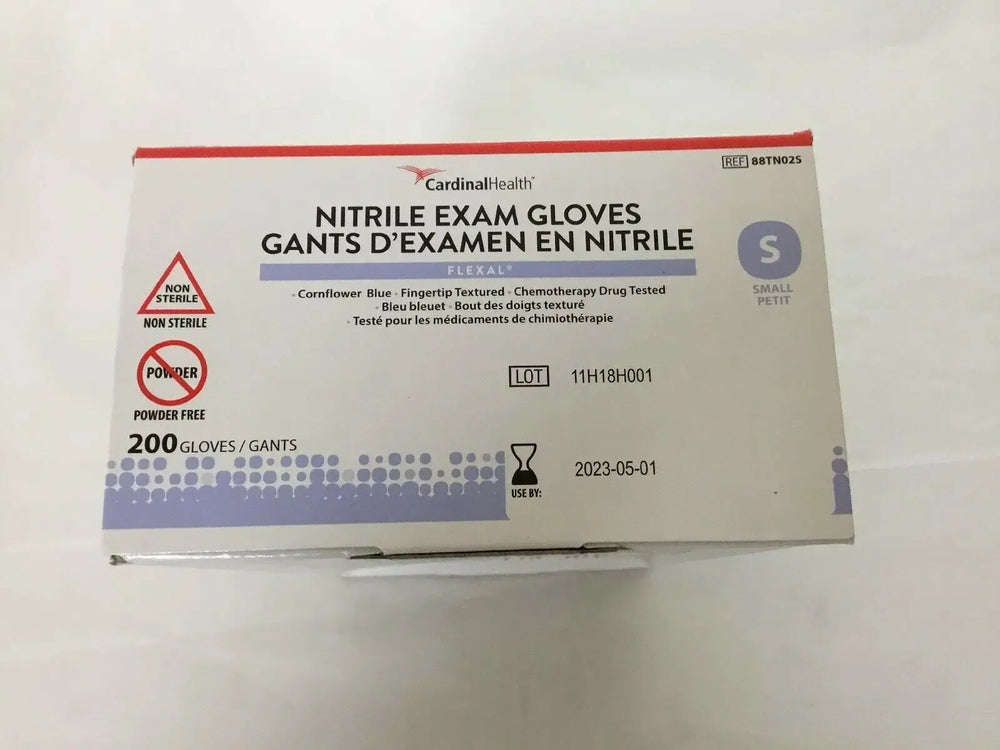 REF 88TN02S
CardinalHealth™
NITRILE EXAM GLOVES
GANTS D'EXAMEN EN NITRILE
FLEXAL®
• Cornflower Blue • Fingertip Textured • Chemotherapy Drug Tested
• Bleu bleuet • Bout des doigts texturé
• Testé pour les médicaments de chimiothérapie
S
SMALL
PETIT
NON
STERILE
NON STERILE
POWDER
POWDER FREE
LOT 11H18H001
200 GLOVES / GANTS
2023-05-01
USE BY: